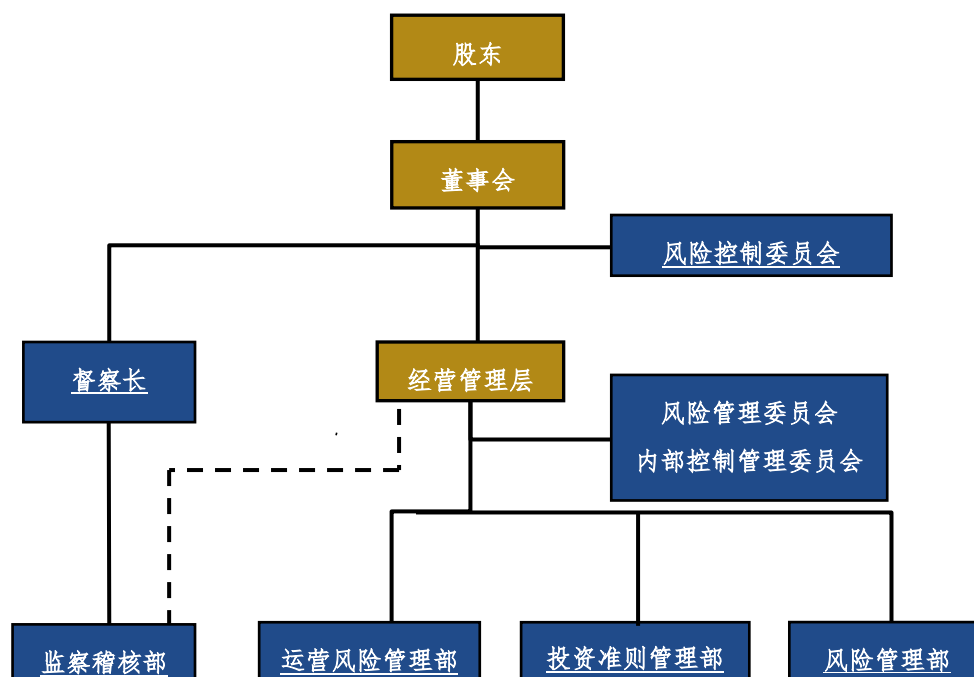 股东
董事会
风险控制委员会
督察长
经营管理层
风险管理委员会
内部控制管理委员会
监察稽核部
运营风险管理部
投资准则管理部
风险管理部